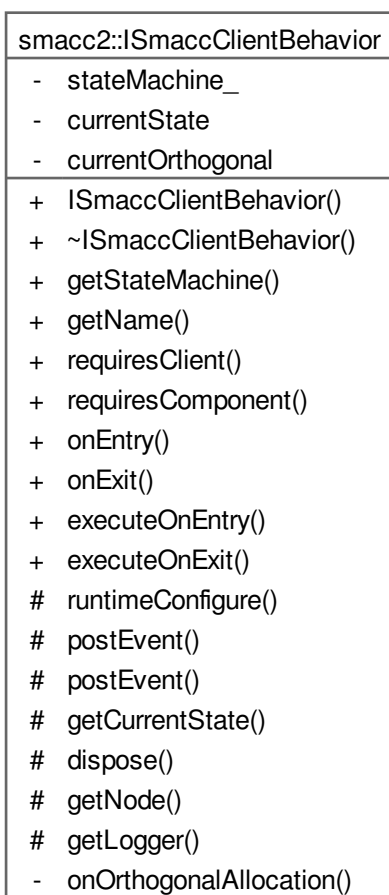 smacc2::ISmaccClientBehavior
- stateMachine_
- currentState
- currentOrthogonal
+ ISmaccClientBehavior()
+ ~ISmaccClientBehavior()
+ getStateMachine()
+ getName()
+ requiresClient()
+ requiresComponent()
+ onEntry()
+ onExit()
+ executeOnEntry()
+ executeOnExit()
# runtimeConfigure()
# postEvent()
# postEvent()
# getCurrentState()
# dispose()
# getNode()
# getLogger()
- onOrthogonalAllocation()